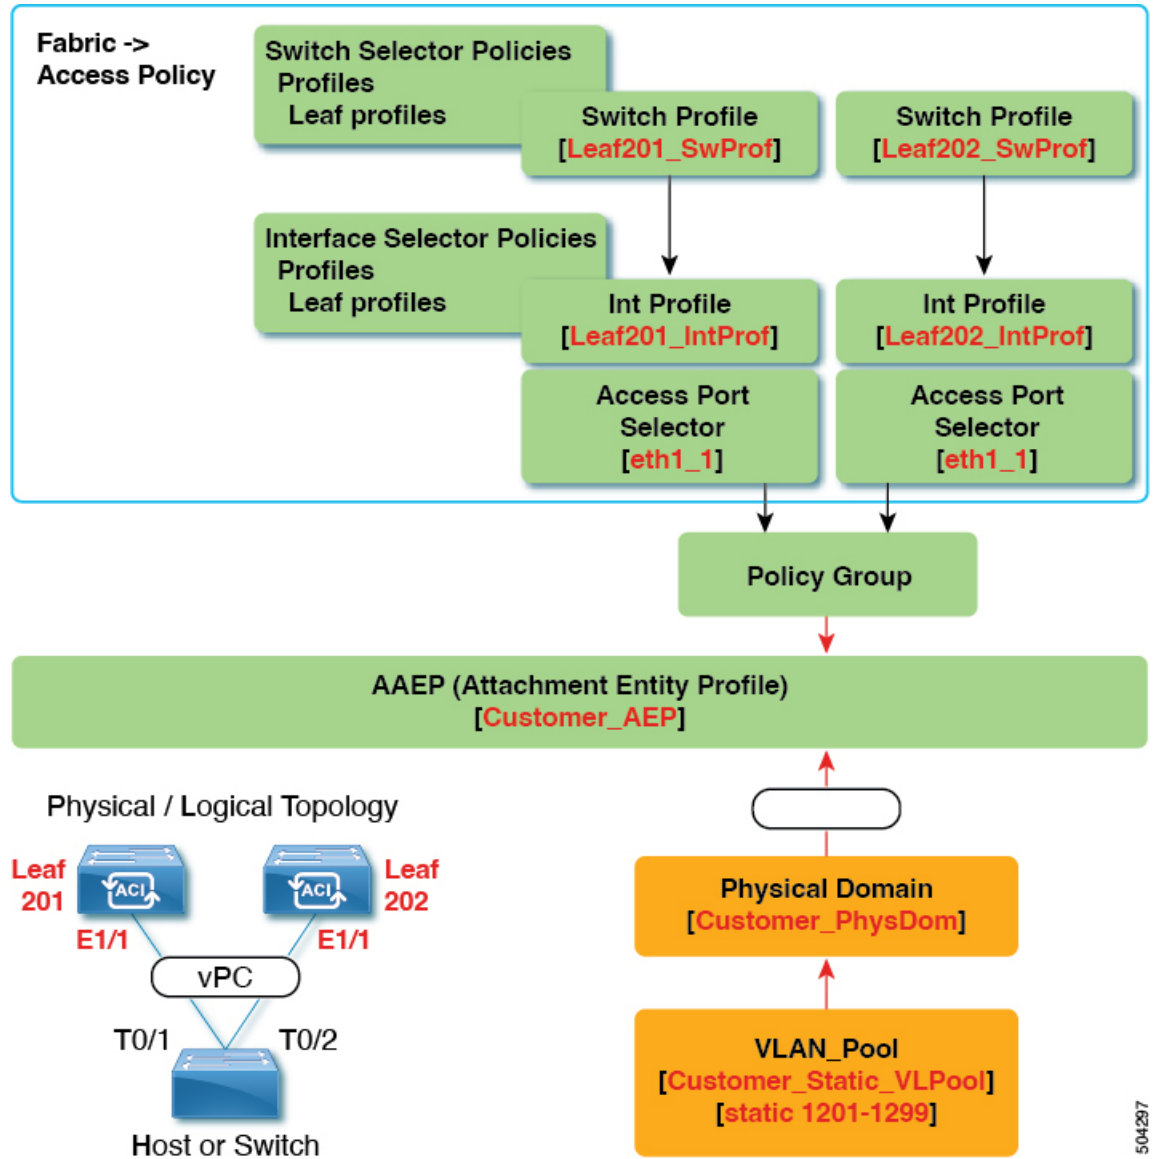 Fabric ->
Access Policy
Switch Selector Policies
Profiles
Leaf profiles
Switch Profile
[Leaf201_SwProf]
Switch Profile
[Leaf202_SwProf]
Interface Selector Policies
Profiles
Leaf profiles
Int Profile
[Leaf201_IntProf]
Int Profile
[Leaf202_IntProf]
Access Port
Selector
[eth1_1]
Access Port
Selector
[eth1_1]
Policy Group
AAEP (Attachment Entity Profile)
[Customer_AEP]
Physical / Logical Topology
Leaf
201
ACI
ACI
Leaf
202
E1/1
E1/1
vPC
T0/1
T0/2
Host or Switch
Physical Domain
[Customer_PhysDom]
VLAN_Pool
[Customer_Static_VLPool]
[static 1201-1299]
504297